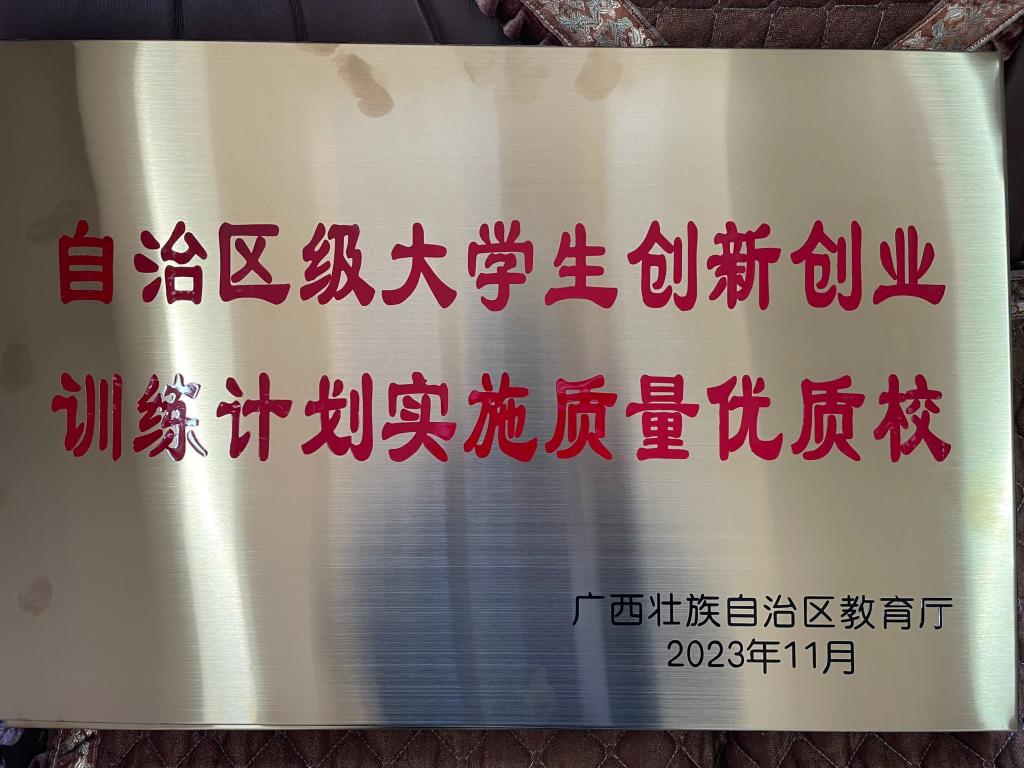 自治区级大学生创新创业
训练计划实施质量优质校
广西壮族自治区教育厅
2023年11月